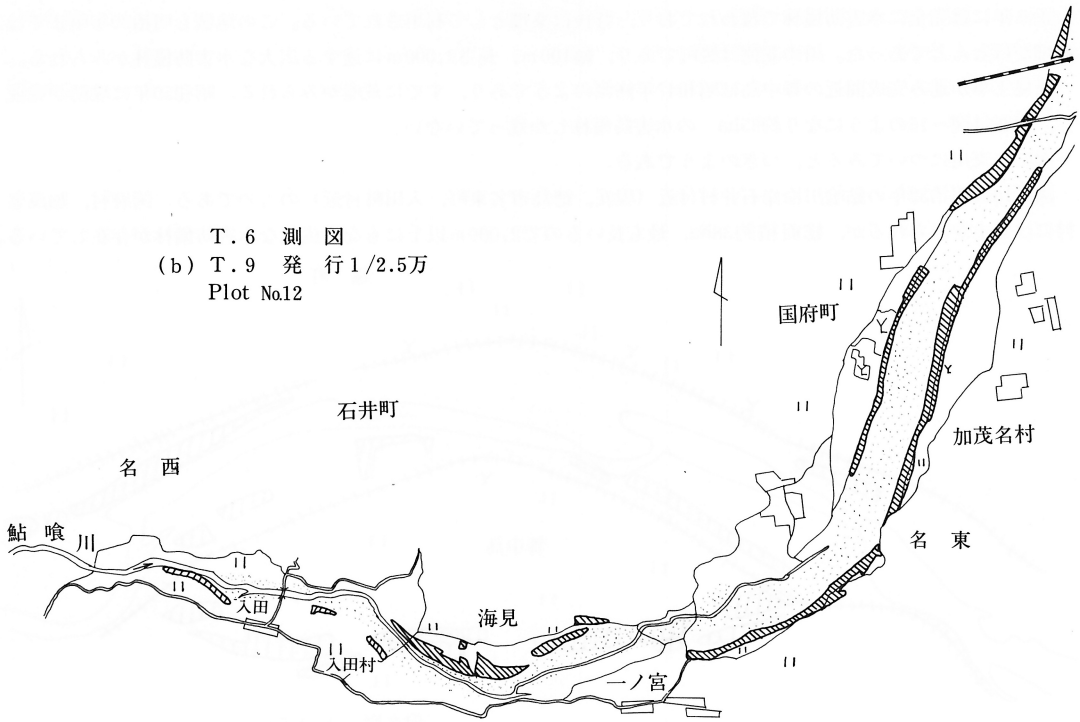 T.6 測 図
(b) T.9 発 行 1/2.5万
Plot No.12
国府町
石井町
加茂名村
名 西
鮎 喰 川
名 東
入田
海見
入田村
一ノ宮